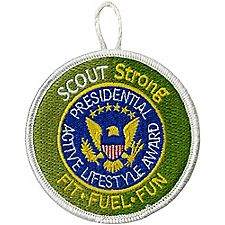 SCOUT Strong
PRESIDENTIAL
ACTIVE LIFESTYLE AWARD
FIT•FUEL•FUN